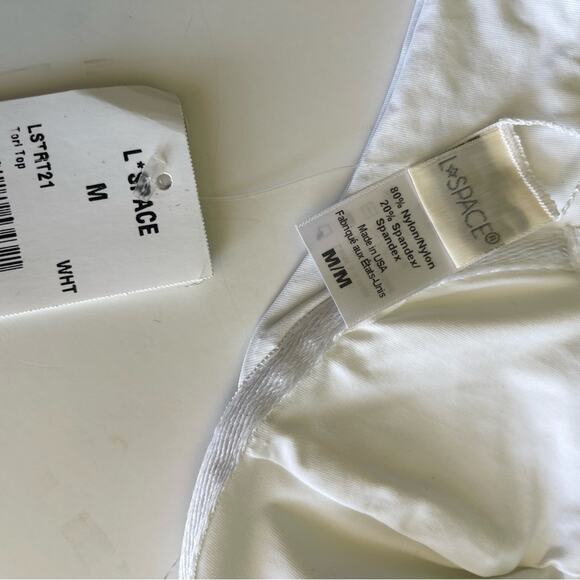 L*SPACE
M
WHT
LSTRT21
Tori Top
L*SPACE®
80% Nylon/Nylon
20% Spandex/
Spandex
Made in USA
Fabriqué aux États-Unis
M/M